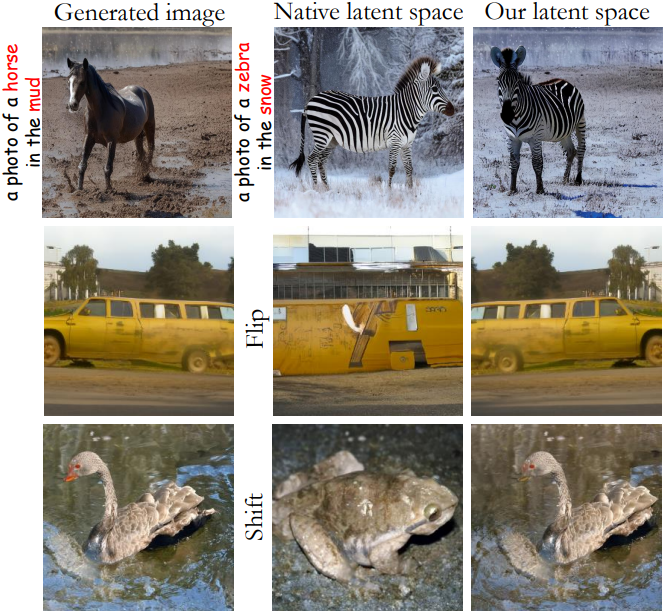 Generated image
Native latent space
Our latent space
a photo of a horse
in the mud
a photo of a zebra
in the snow
Flip
Shift